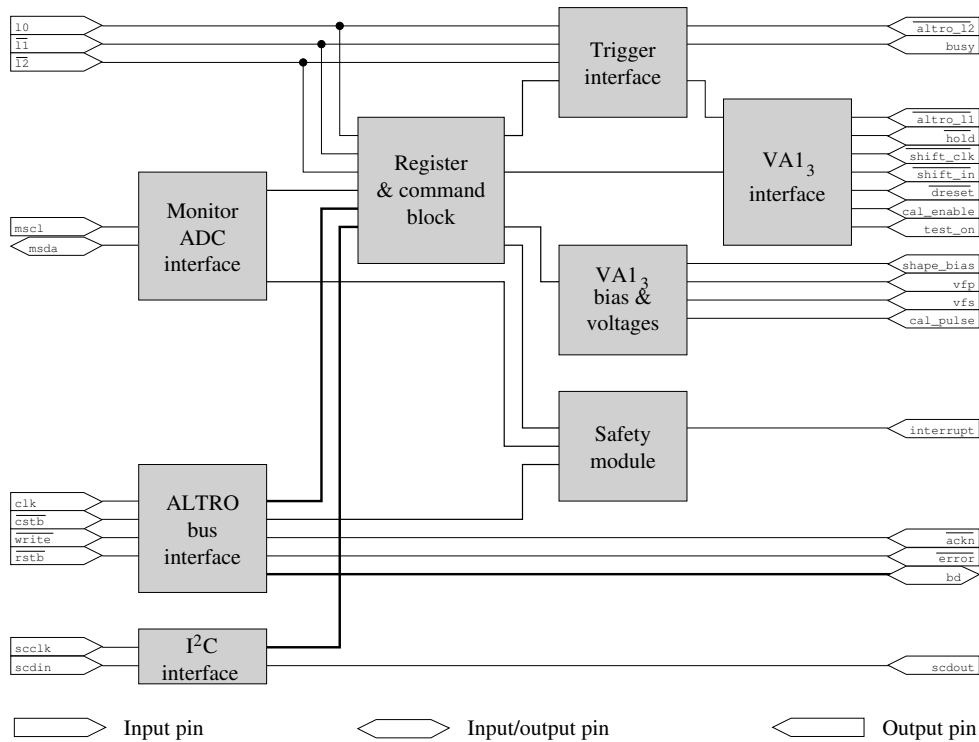 l0
l1
l2
altro_l2
busy
Trigger
interface
altro_l1
hold
shift_clk
shift_in
dreset
cal_enable
test_on
VA1₃
interface
Register
& command
block
Monitor
ADC
interface
mscl
msda
VA1₃
bias &
voltages
shape_bias
vfp
vfs
cal_pulse
Safety
module
interrupt
clk
cstb
write
rstb
ALTRO
bus
interface
ackn
error
bd
scclk
scdin
I²C
interface
scdout
Input pin
Input/output pin
Output pin